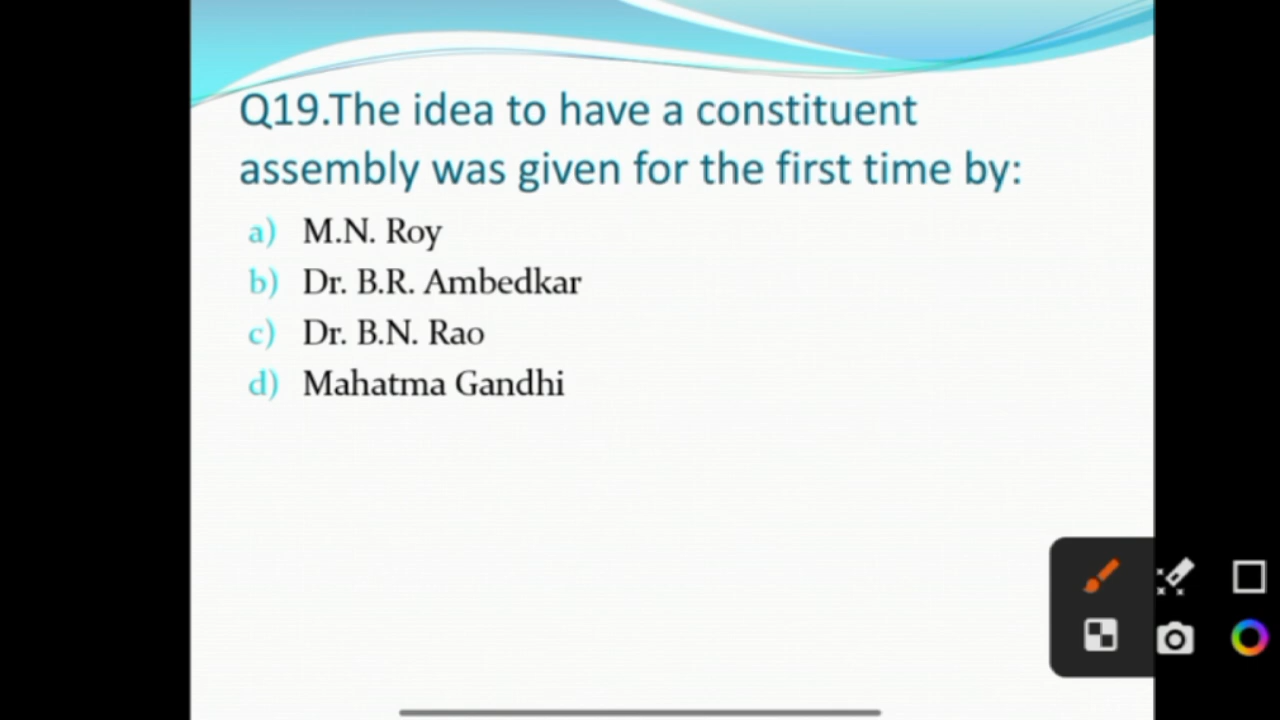 Q19.The idea to have a constituent
assembly was given for the first time by:
a) M.N. Roy
b) Dr. B.R. Ambedkar
c) Dr. B.N. Rao
d) Mahatma Gandhi